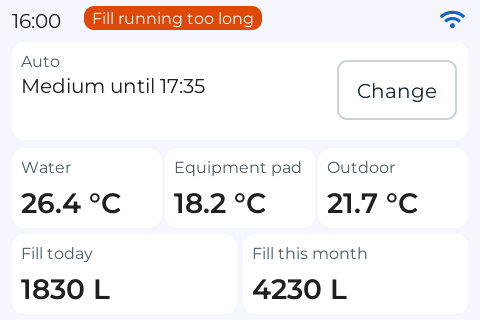 16:00 Fill running too long
Auto
Medium until 17:35
Change
Water Equipment pad Outdoor
26.4 °C 18.2 °C 21.7 °C
Fill today Fill this month
1830 L 4230 L